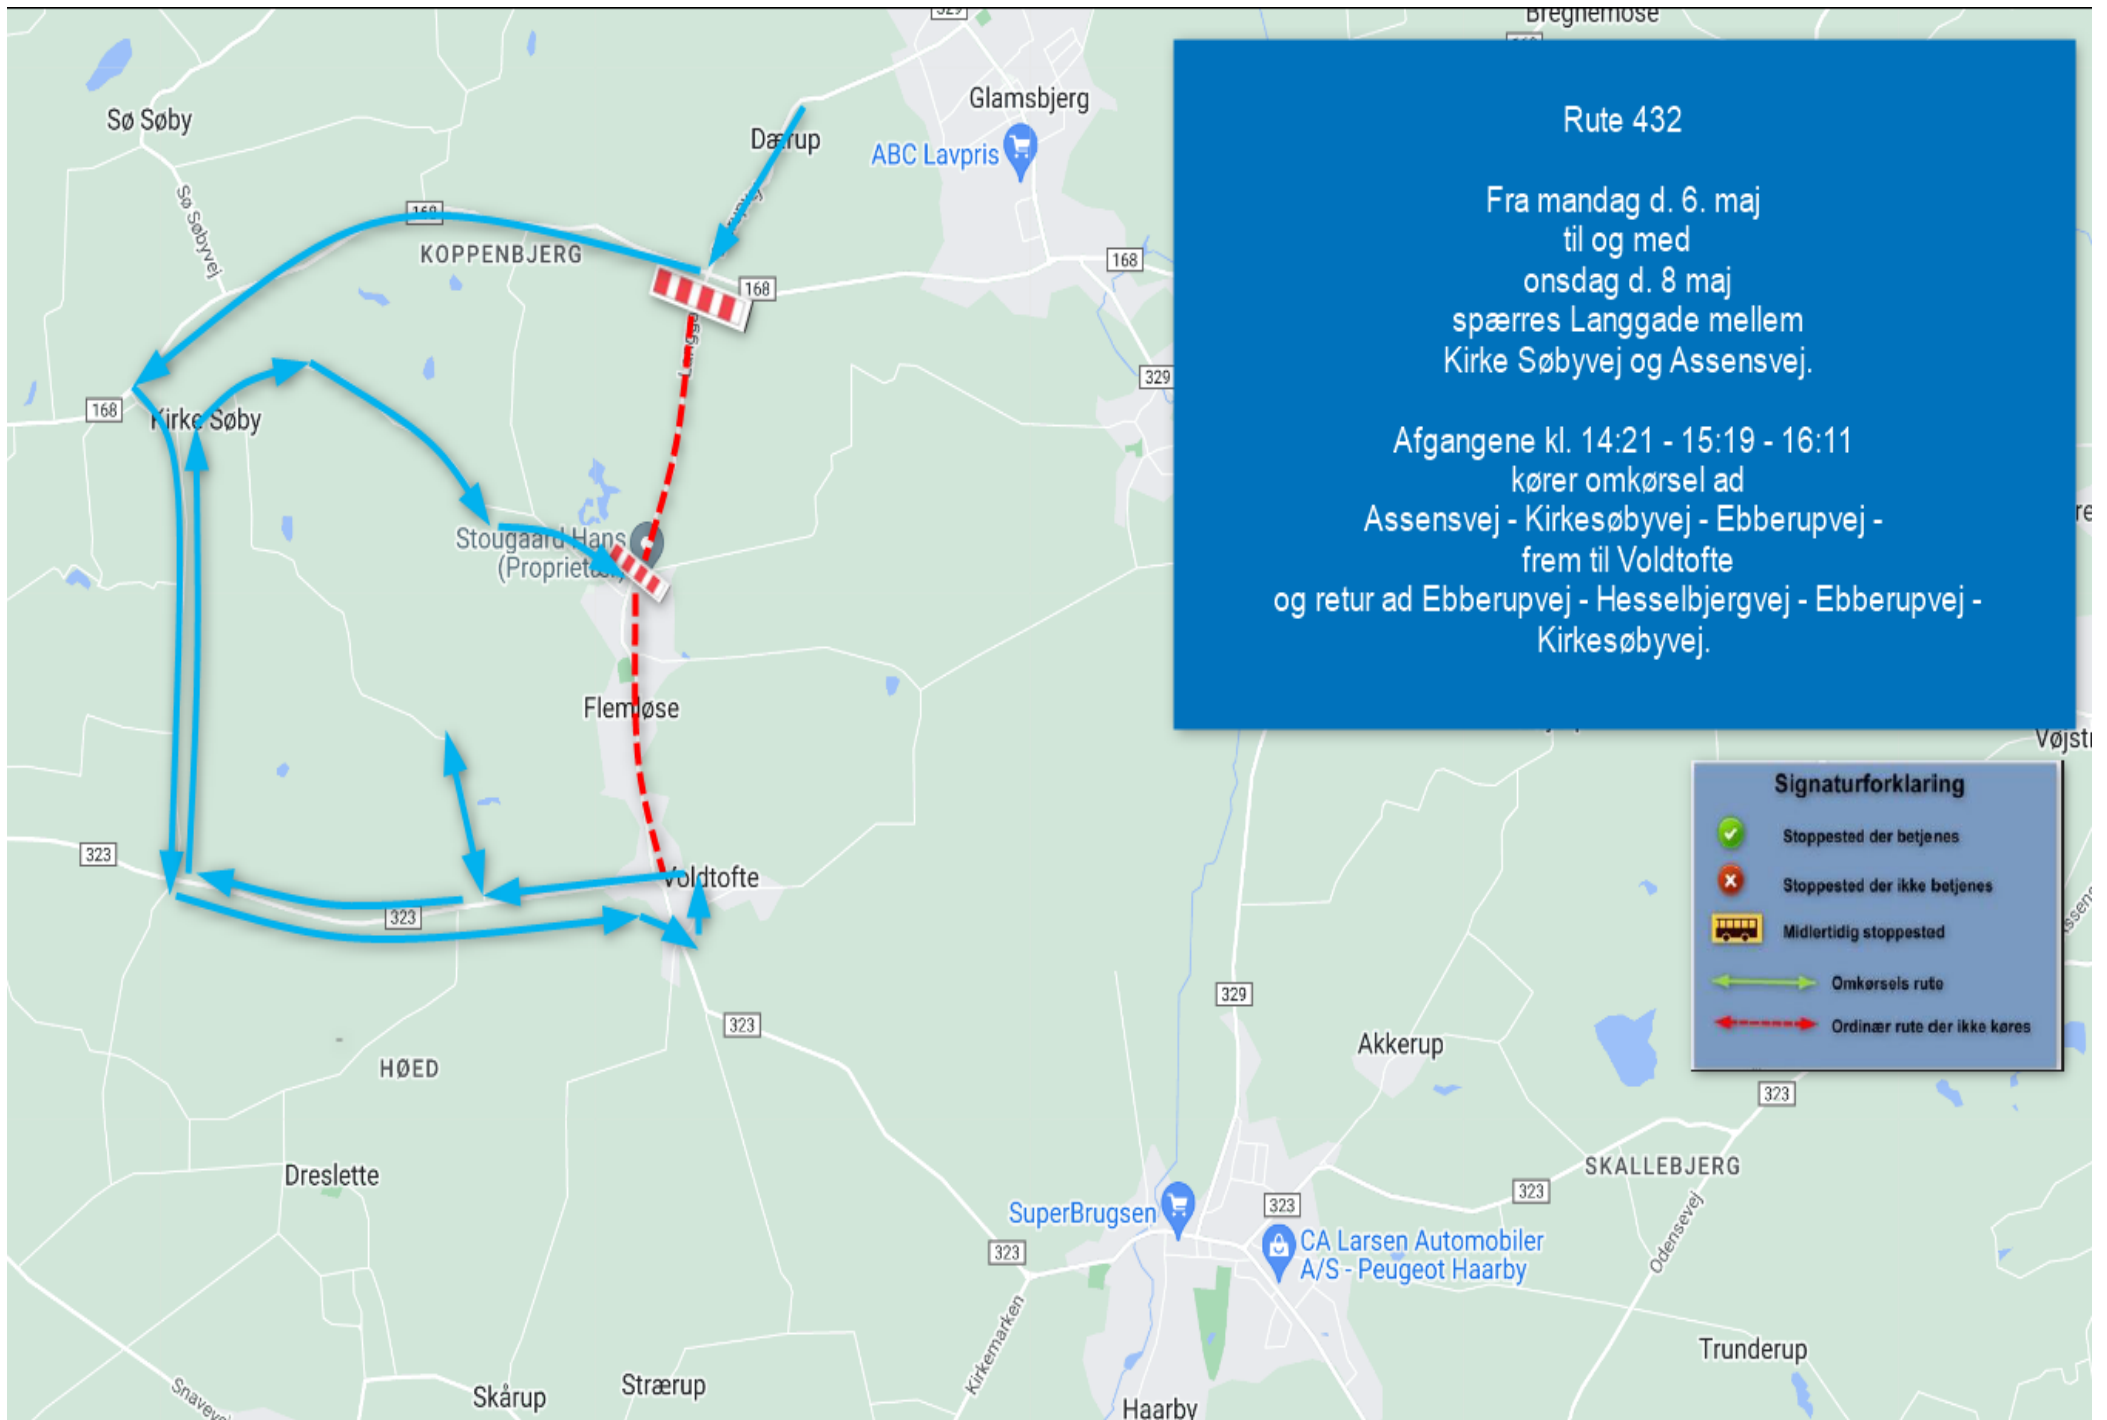 329
Bregnemose
Sø Søby
Glamsbjerg
Dærup
ABC Lavpris
Sø Søbyvej
168
KOPPENBJERG
168
168
329
168
Kirke Søby
Stougaard Hans
(Proprietær)
Flemløse
323
Voldtofte
323
323
HØED
Dreslette
329
Akkerup
323
SKALLEBJERG
323
Odensevej
SuperBrugsen
323
CA Larsen Automobiler
A/S - Peugeot Haarby
323
Kirkemarken
Trunderup
Strærup
Skårup
Haarby
Rute 432
Fra mandag d. 6. maj
til og med
onsdag d. 8 maj
spærres Langgade mellem
Kirke Søbyvej og Assensvej.
Afgangene kl. 14:21 - 15:19 - 16:11
kører omkørsel ad
Assensvej - Kirkesøbyvej - Ebberupvej -
frem til Voldtofte
og retur ad Ebberupvej - Hesselbjergvej - Ebberupvej -
Kirkesøbyvej.
Signaturforklaring
Stoppested der betjenes
Stoppested der ikke betjenes
Midlertidig stoppested
Omkørsels rute
Ordinær rute der ikke køres